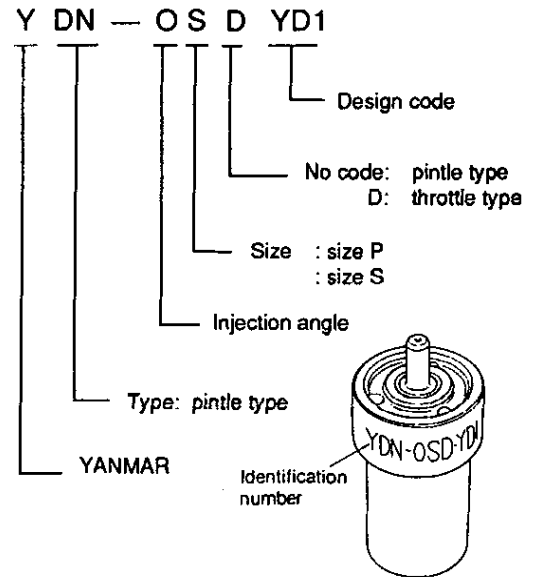 Y DN — O S D YD1
Design code
No code: pintle type
D: throttle type
Size : size P
: size S
Injection angle
Type: pintle type
YANMAR
Identification
number
YDN-OSD-YDI